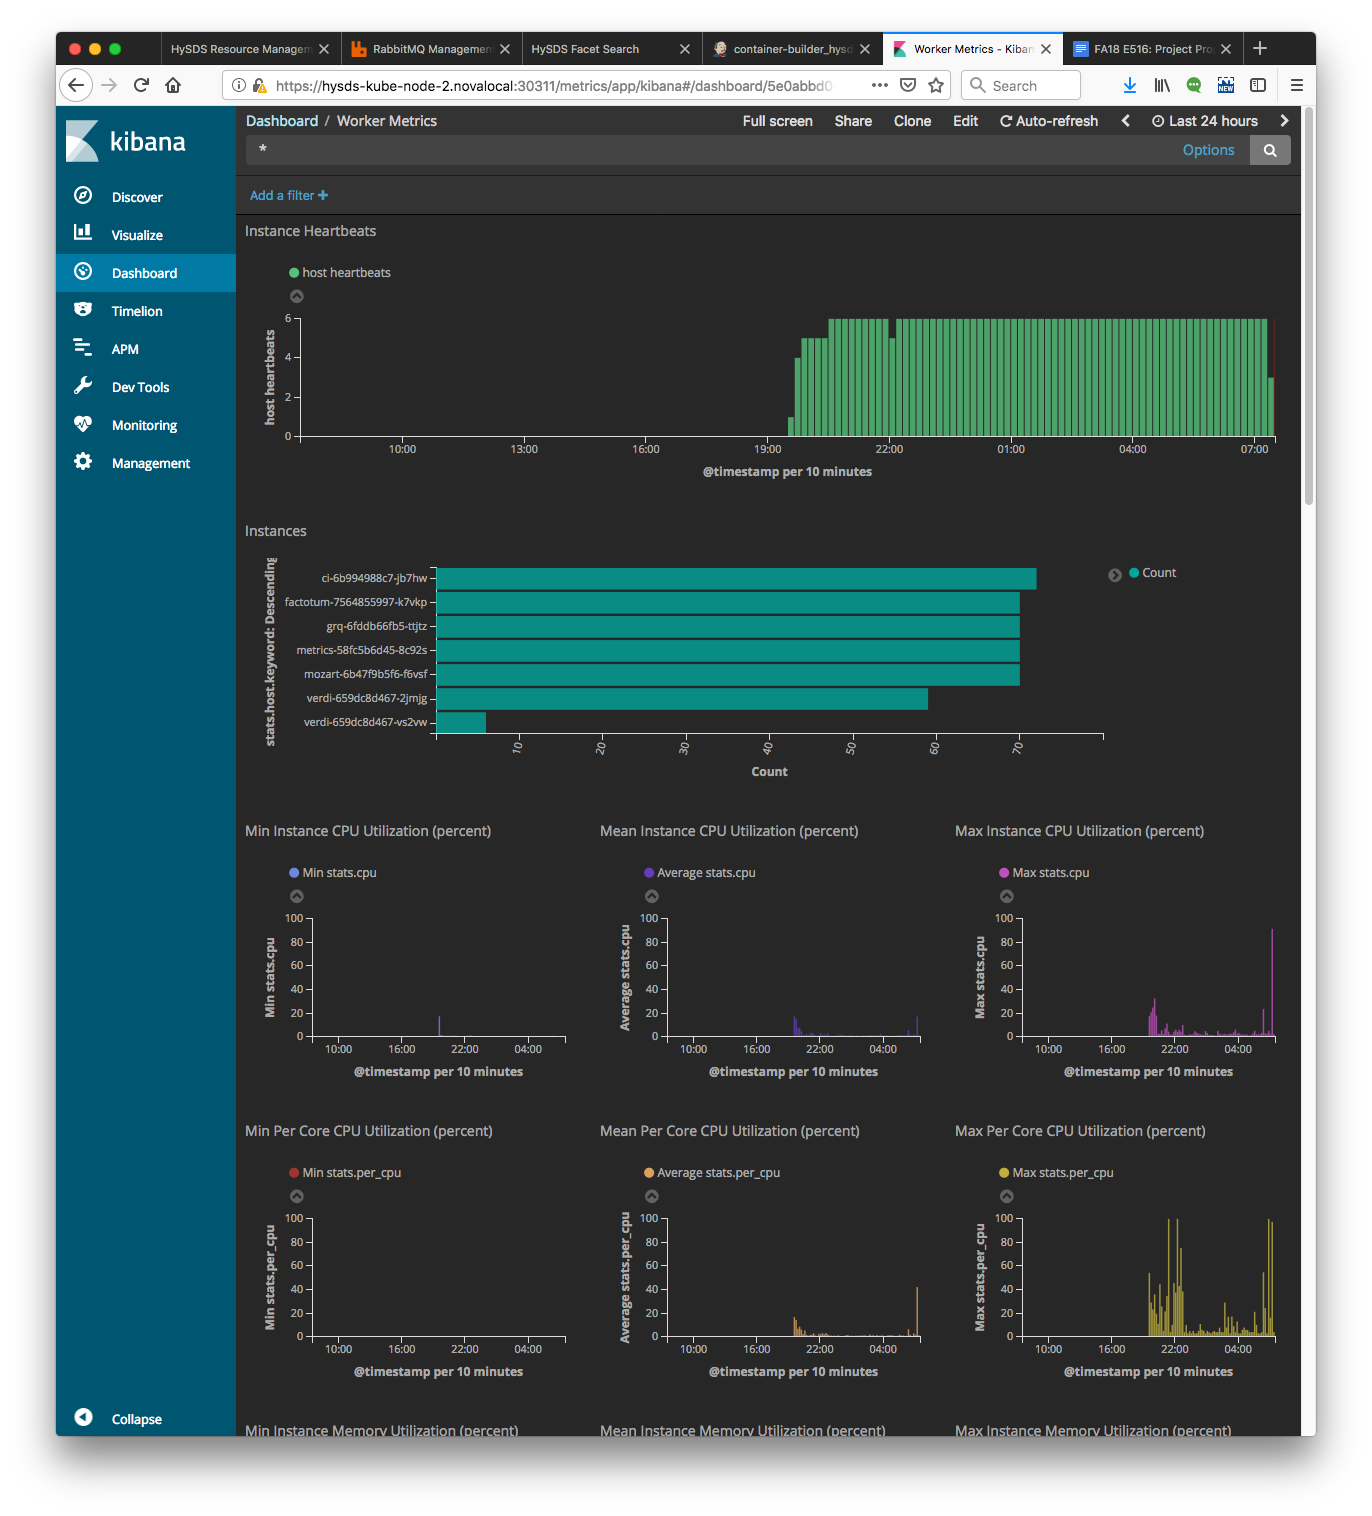 HySDS Resource Managem
RabbitMQ Management
HySDS Facet Search
container-builder_hysd
Worker Metrics - Kiban
FA18 E516: Project Pro
https://hysds-kube-node-2.novalocal:30311/metrics/app/kibana#/dashboard/5e0abbd0
Search
NEW
kibana
Discover
Visualize
Dashboard
Timelion
APM
Dev Tools
Monitoring
Management
Collapse
Dashboard / Worker Metrics
Full screen Share Clone Edit Auto-refresh Last 24 hours
*
Options
Add a filter +
Instance Heartbeats
host heartbeats
host heartbeats
6
4
2
0
10:00 13:00 16:00 19:00 22:00 01:00 04:00 07:00
@timestamp per 10 minutes
Instances
stats.host.keyword: Descending
ci-6b994988c7-jb7hw
factotum-7564855997-k7vkp
grq-6fddb66fb5-ttjtz
metrics-58fc5b6d45-8c92s
mozart-6b47f9b5f6-f6vsf
verdi-659dc8d467-2jmjg
verdi-659dc8d467-vs2vw
10 20 30 40 50 60 70
Count
Count
Min Instance CPU Utilization (percent)
Min stats.cpu
Min stats.cpu
100
80
60
40
20
0
10:00 16:00 22:00 04:00
@timestamp per 10 minutes
Mean Instance CPU Utilization (percent)
Average stats.cpu
Average stats.cpu
100
80
60
40
20
0
10:00 16:00 22:00 04:00
@timestamp per 10 minutes
Max Instance CPU Utilization (percent)
Max stats.cpu
Max stats.cpu
100
80
60
40
20
0
10:00 16:00 22:00 04:00
@timestamp per 10 minutes
Min Per Core CPU Utilization (percent)
Min stats.per_cpu
Min stats.per_cpu
100
80
60
40
20
0
10:00 16:00 22:00 04:00
@timestamp per 10 minutes
Mean Per Core CPU Utilization (percent)
Average stats.per_cpu
Average stats.per_cpu
100
80
60
40
20
0
10:00 16:00 22:00 04:00
@timestamp per 10 minutes
Max Per Core CPU Utilization (percent)
Max stats.per_cpu
Max stats.per_cpu
100
80
60
40
20
0
10:00 16:00 22:00 04:00
@timestamp per 10 minutes
Min Instance Memory Utilization (percent)
Mean Instance Memory Utilization (percent)
Max Instance Memory Utilization (percent)